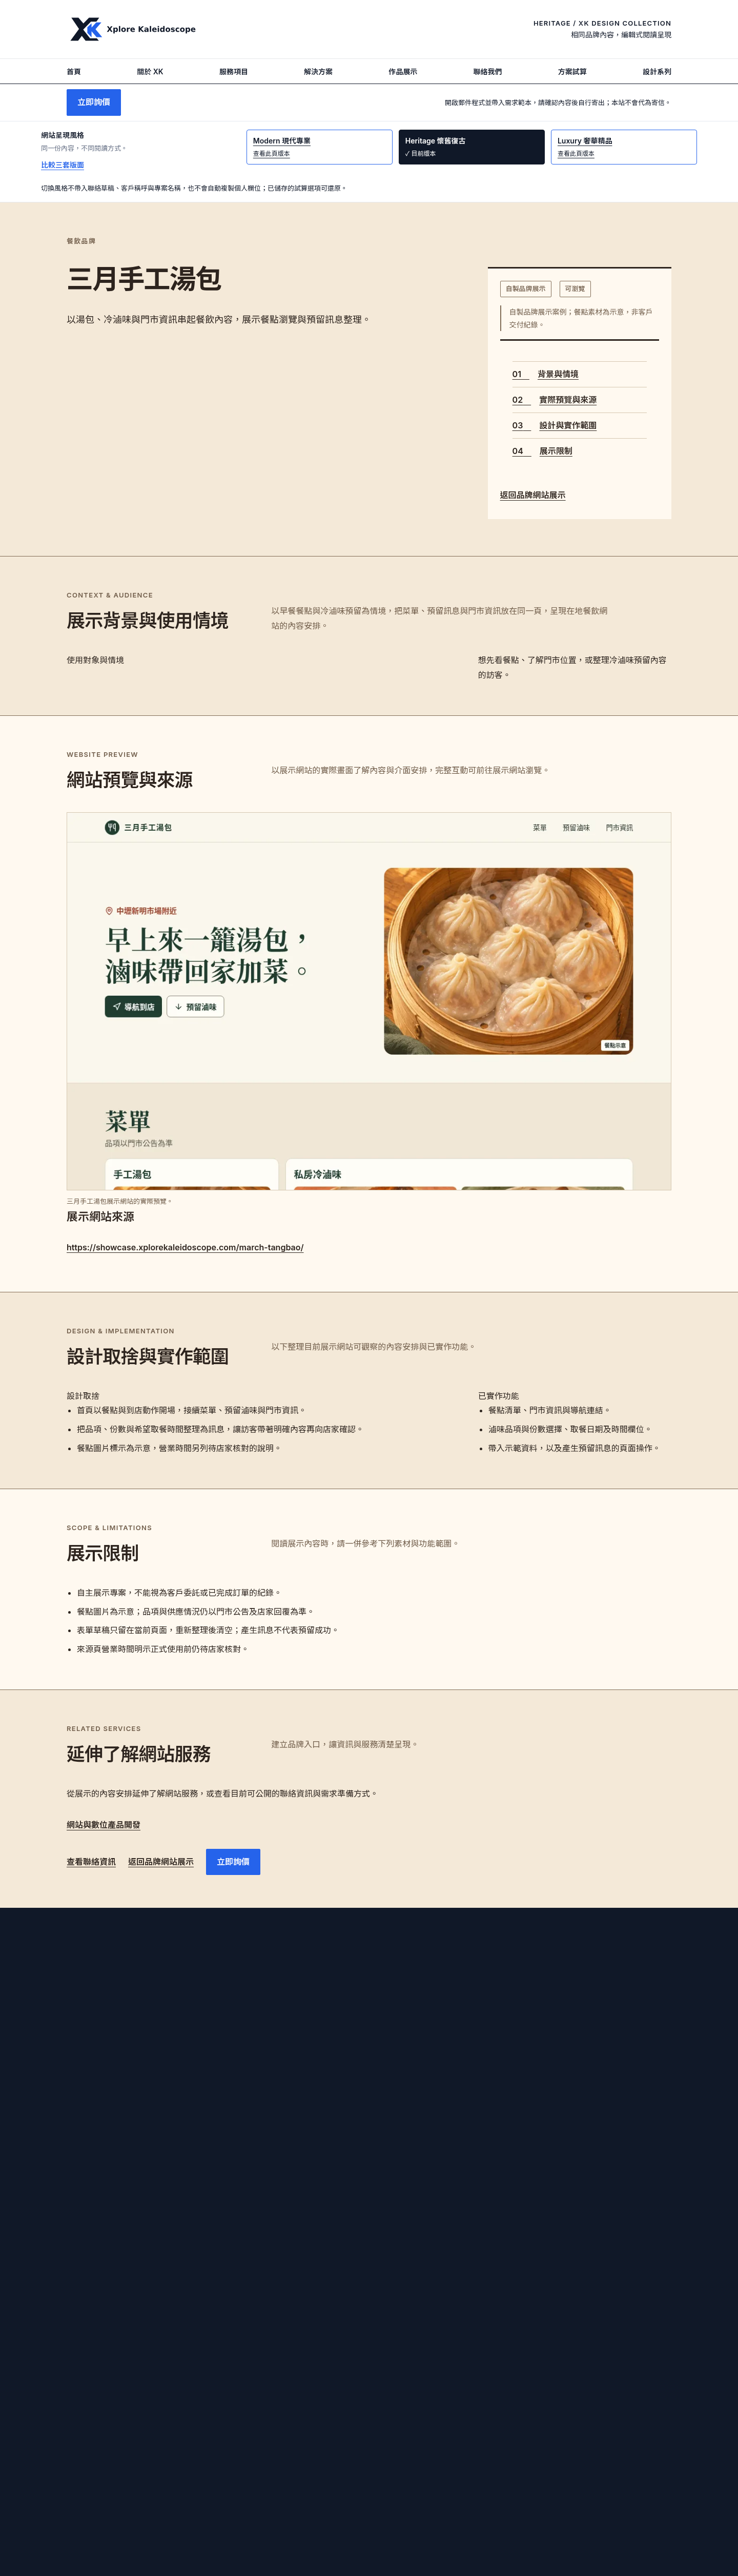 Xplore Kaleidoscope
HERITAGE / XK DESIGN COLLECTION
相同品牌內容，編輯式閱讀呈現
首頁
關於 XK
服務項目
解決方案
作品展示
聯絡我們
方案試算
設計系列
立即詢價
開啟郵件程式並帶入需求範本，請確認內容後自行寄出；本站不會代為寄信。
網站呈現風格
同一份內容，不同閱讀方式。
比較三套版面
Modern 現代專業
查看此頁版本
Heritage 懷舊復古
✓ 目前版本
Luxury 奢華精品
查看此頁版本
切換風格不帶入聯絡草稿、客戶稱呼與專案名稱，也不會自動複製個人欄位；已儲存的試算選項可還原。
餐飲品牌
三月手工湯包
以湯包、冷滷味與門市資訊串起餐飲內容，展示餐點瀏覽與預留訊息整理。
自製品牌展示
可瀏覽
自製品牌展示案例；餐點素材為示意，非客戶
交付紀錄。
01 背景與情境
02 實際預覽與來源
03 設計與實作範圍
04 展示限制
返回品牌網站展示
CONTEXT & AUDIENCE
展示背景與使用情境
以早餐餐點與冷滷味預留為情境，把菜單、預留訊息與門市資訊放在同一頁，呈現在地餐飲網
站的內容安排。
使用對象與情境
想先看餐點、了解門市位置，或整理冷滷味預留內容
的訪客。
WEBSITE PREVIEW
網站預覽與來源
以展示網站的實際畫面了解內容與介面安排，完整互動可前往展示網站瀏覽。
三月手工湯包
菜單
預留滷味
門市資訊
中壢新明市場附近
早上來一籠湯包，
滷味帶回家加菜。
導航到店
預留滷味
餐點示意
菜單
品項以門市公告為準
手工湯包
私房冷滷味
三月手工湯包展示網站的實際預覽。
展示網站來源
https://showcase.xplorekaleidoscope.com/march-tangbao/
DESIGN & IMPLEMENTATION
設計取捨與實作範圍
以下整理目前展示網站可觀察的內容安排與已實作功能。
設計取捨
• 首頁以餐點與到店動作開場，接續菜單、預留滷味與門市資訊。
• 把品項、份數與希望取餐時間整理為訊息，讓訪客帶著明確內容再向店家確認。
• 餐點圖片標示為示意，營業時間另列待店家核對的說明。
已實作功能
• 餐點清單、門市資訊與導航連結。
• 滷味品項與份數選擇、取餐日期及時間欄位。
• 帶入示範資料，以及產生預留訊息的頁面操作。
SCOPE & LIMITATIONS
展示限制
閱讀展示內容時，請一併參考下列素材與功能範圍。
• 自主展示專案，不能視為客戶委託或已完成訂單的紀錄。
• 餐點圖片為示意；品項與供應情況仍以門市公告及店家回覆為準。
• 表單草稿只留在當前頁面，重新整理後清空；產生訊息不代表預留成功。
• 來源頁營業時間明示正式使用前仍待店家核對。
RELATED SERVICES
延伸了解網站服務
建立品牌入口，讓資訊與服務清楚呈現。
從展示的內容安排延伸了解網站服務，或查看目前可公開的聯絡資訊與需求準備方式。
網站與數位產品開發
查看聯絡資訊
返回品牌網站展示
立即詢價